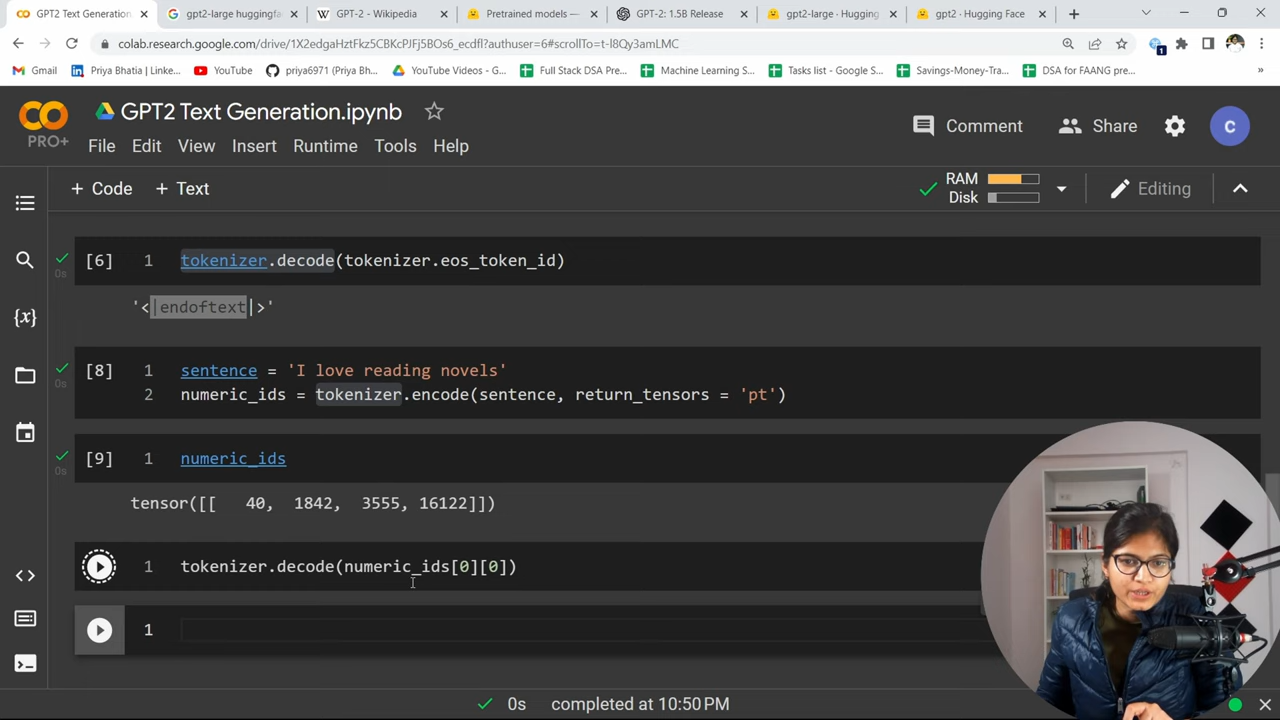 GPT2 Text Generation
gpt2-large huggingfa
GPT-2 - Wikipedia
Pretrained models —
GPT-2: 1.5B Release
gpt2-large · Hugging
gpt2 · Hugging Face
colab.research.google.com/drive/1X2edgaHztFkz5CBKcPJFj5BOs6_ecdfl?authuser=6#scrollTo=t-l8Qy3amLMC
1
Gmail
Priya Bhatia | Linke...
YouTube
priya6971 (Priya Bh...
YouTube Videos - G...
Full Stack DSA Pre...
Machine Learning S...
Tasks list - Google S...
Savings-Money-Tra...
DSA for FAANG pre...
»
GPT2 Text Generation.ipynb
PRO+
File Edit View Insert Runtime Tools Help
Comment
Share
C
+ Code + Text
RAM
Disk
Editing
[6] 1 tokenizer.decode(tokenizer.eos_token_id)
0s
'<|endoftext|>'
[8] 1 sentence = 'I love reading novels'
0s
2 numeric_ids = tokenizer.encode(sentence, return_tensors = 'pt')
[9] 1 numeric_ids
0s
tensor([[ 40, 1842, 3555, 16122]])
1 tokenizer.decode(numeric_ids[0][0])
1
0s completed at 10:50 PM